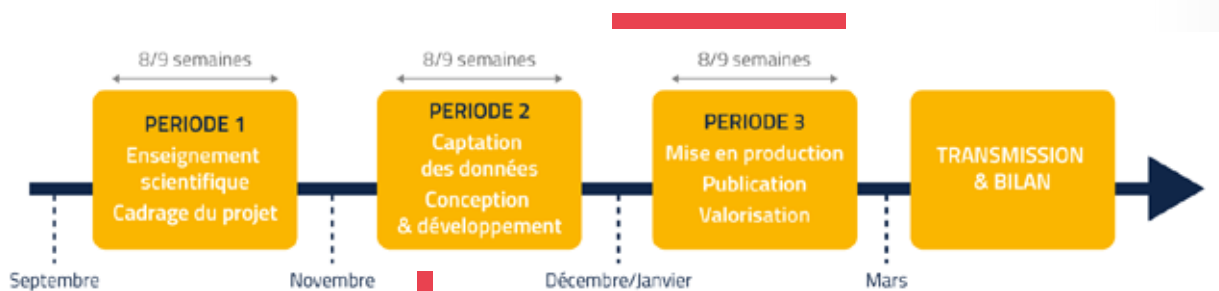 8/9 semaines
8/9 semaines
8/9 semaines
PERIODE 1
Enseignement
scientifique
Cadrage du projet
PERIODE 2
Captation
des données
Conception
& développement
PERIODE 3
Mise en production
Publication
Valorisation
TRANSMISSION
& BILAN
Septembre
Novembre
Décembre/Janvier
Mars